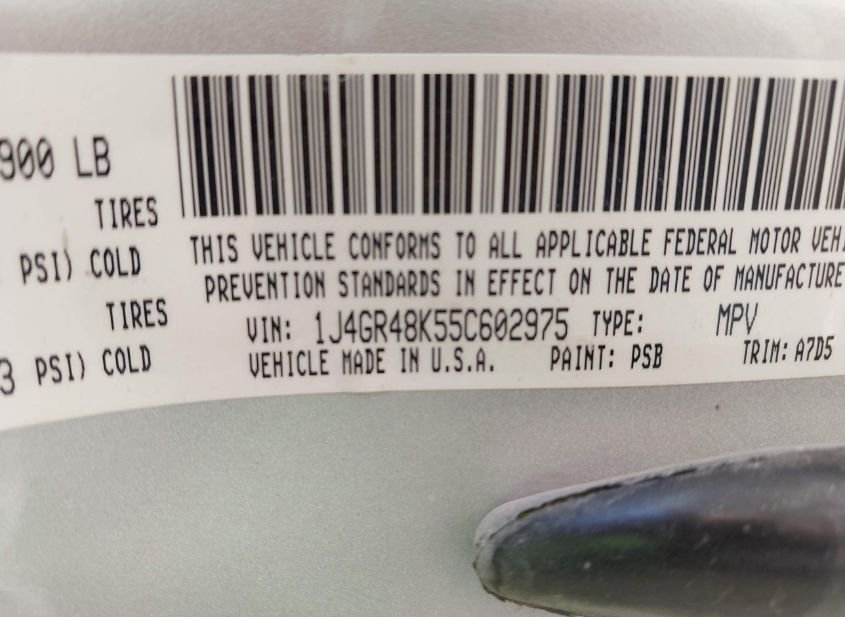 900 LB
TIRES
PSI) COLD
TIRES
3 PSI) COLD
THIS VEHICLE CONFORMS TO ALL APPLICABLE FEDERAL MOTOR VEHI
PREVENTION STANDARDS IN EFFECT ON THE DATE OF MANUFACTURE
VIN: 1J4GR48K55C602975 TYPE: MPV
VEHICLE MADE IN U.S.A. PAINT: PSB TRIM: A7D5